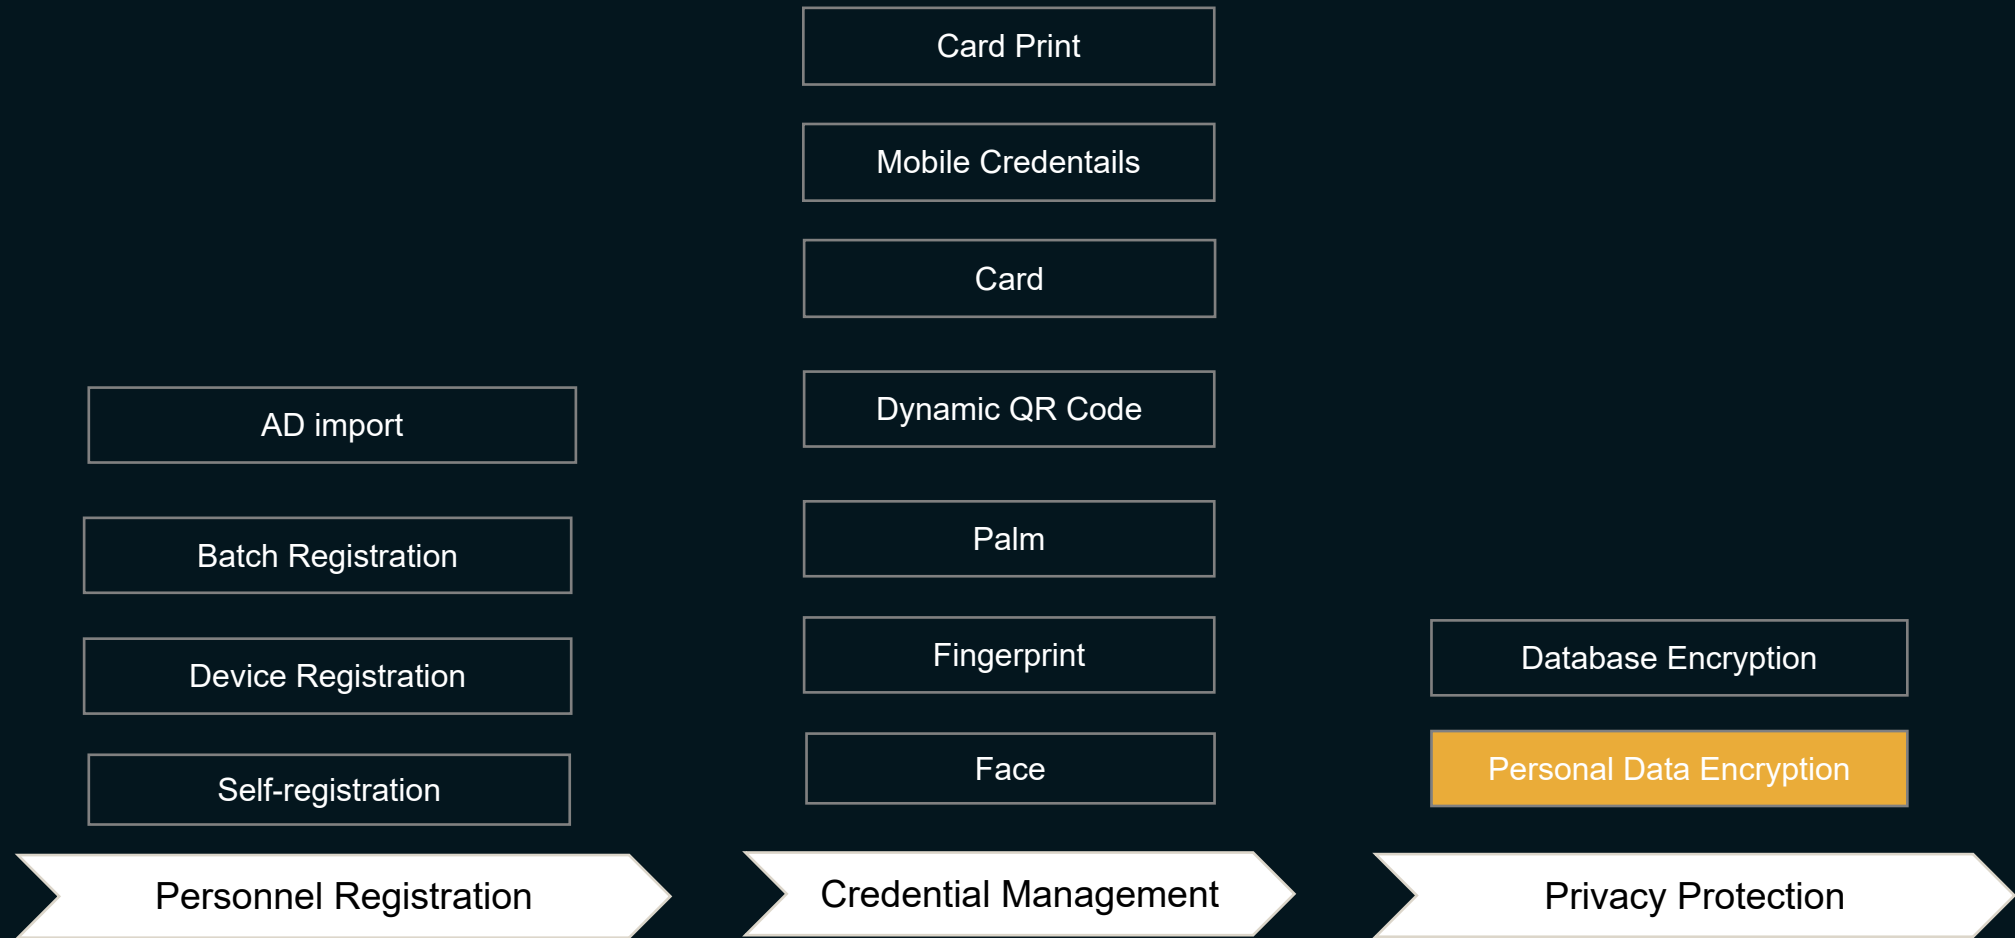 Card Print
Mobile Credentails
Card
Dynamic QR Code
AD import
Palm
Batch Registration
Fingerprint
Database Encryption
Device Registration
Face
Personal Data Encryption
Self-registration
Personnel Registration
Credential Management
Privacy Protection